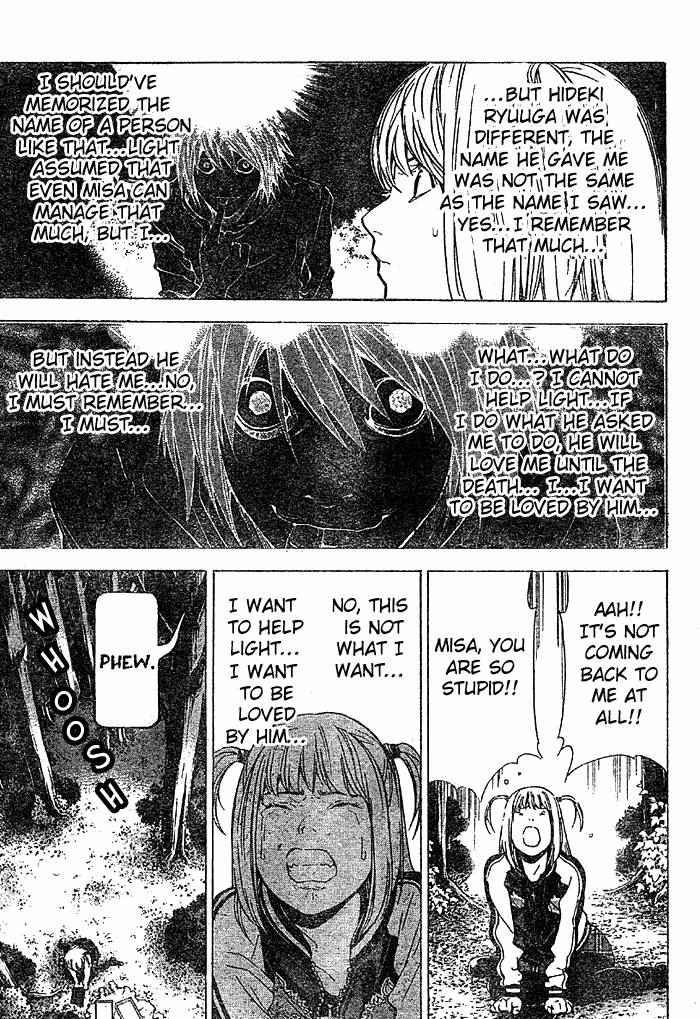 ...BUT HIDEKI
RYUUGA WAS
DIFFERENT, THE
NAME HE GAVE ME
WAS NOT THE SAME
AS THE NAME I SAW...
YES...I REMEMBER
THAT MUCH...
I SHOULD'VE
MEMORIZED THE
NAME OF A PERSON
LIKE THAT...LIGHT
ASSUMED THAT
EVEN MISA CAN
MANAGE THAT
MUCH, BUT I...
WHAT...WHAT DO
I DO...? I CANNOT
HELP LIGHT...IF
I DO WHAT HE ASKED
ME TO DO, HE WILL
LOVE ME UNTIL THE
DEATH... I...I WANT
TO BE LOVED BY HIM...
BUT INSTEAD HE
WILL HATE ME...NO,
I MUST REMEMBER...
I MUST...
AAH!!
IT'S NOT
COMING
BACK TO
ME AT
ALL!!
MISA, YOU
ARE SO
STUPID!!
NO, THIS
IS NOT
WHAT I
WANT...
I WANT
TO HELP
LIGHT...
I WANT
TO BE
LOVED
BY HIM...
PHEW.
WHOOSH